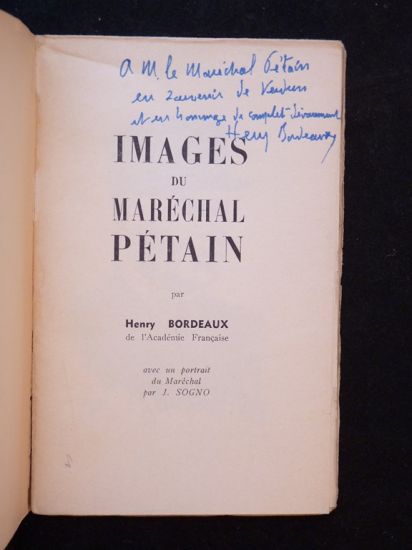 A M. le Maréchal Pétain
en souvenir de Verdun
et en hommage de complet dévouement
Henry Bordeaux
IMAGES
DU
MARÉCHAL
PÉTAIN
par
Henry BORDEAUX
de l'Académie Française
avec un portrait
du Maréchal
par J. SOGNO